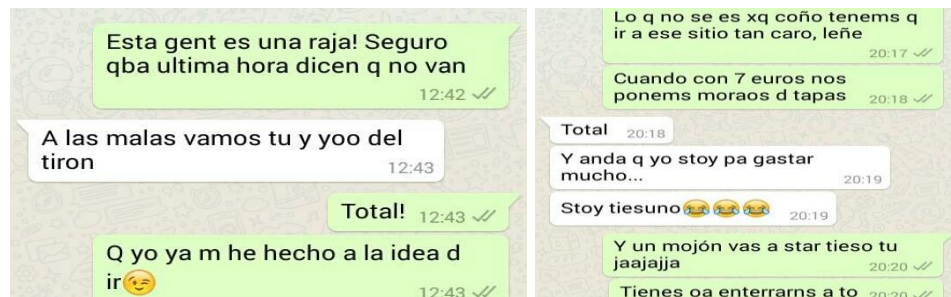 Esta gent es una raja! Seguro
qba ultima hora dicen q no van
12:42
A las malas vamos tu y yoo del
tiron
12:43
Total! 12:43
Q yo ya m he hecho a la idea d
ir😉
12:43
Lo q no se es xq coño tenems q
ir a ese sitio tan caro, leñe
20:17
Cuando con 7 euros nos
ponems moraos d tapas 20:18
Total 20:18
Y anda q yo stoy pa gastar
mucho...
20:19
Stoy tiesuno😂😂😂 20:19
Y un mojón vas a star tieso tu
jaajajja
20:20
Tienes oa enterrarns a to 20:20